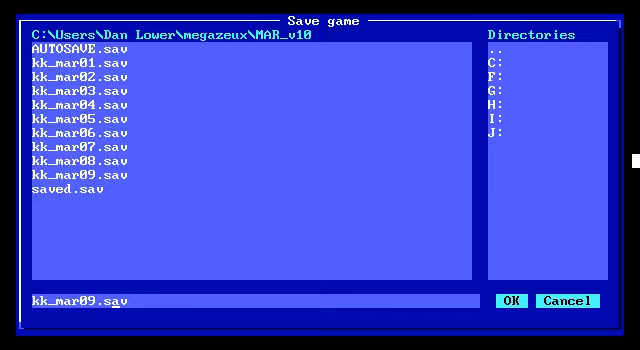 Save game
C:\Users\Dan Lower\megazeux\MAR_v10
Directories
AUTOSAVE.sav
kk_mar01.sav
kk_mar02.sav
kk_mar03.sav
kk_mar04.sav
kk_mar05.sav
kk_mar06.sav
kk_mar07.sav
kk_mar08.sav
kk_mar09.sav
saved.sav
..
C:
F:
G:
H:
I:
J:
kk_mar09.sav
OK
Cancel